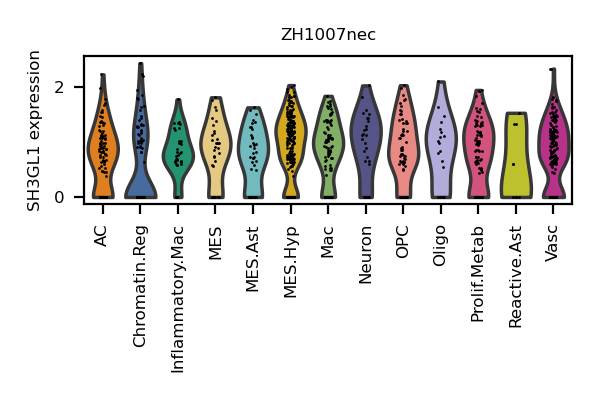 ZH1007nec
SH3GL1 expression
2
0
AC
Chromatin.Reg
Inflammatory.Mac
MES
MES.Ast
MES.Hyp
Mac
Neuron
OPC
Oligo
Prolif.Metab
Reactive.Ast
Vasc